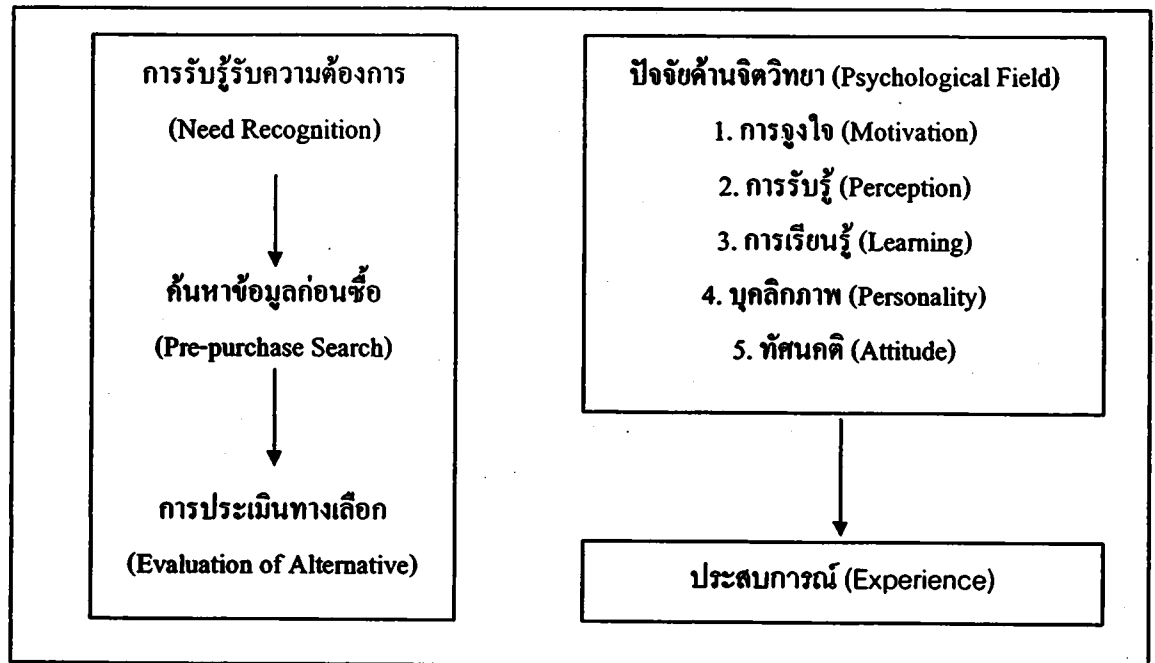 การรับรู้รับความต้องการ
(Need Recognition)
ค้นหาข้อมูลก่อนซื้อ
(Pre-purchase Search)
การประเมินทางเลือก
(Evaluation of Alternative)
ปัจจัยด้านจิตวิทยา (Psychological Field)
1. การจูงใจ (Motivation)
2. การรับรู้ (Perception)
3. การเรียนรู้ (Learning)
4. บุคลิกภาพ (Personality)
5. ทัศนคติ (Attitude)
ประสบการณ์ (Experience)